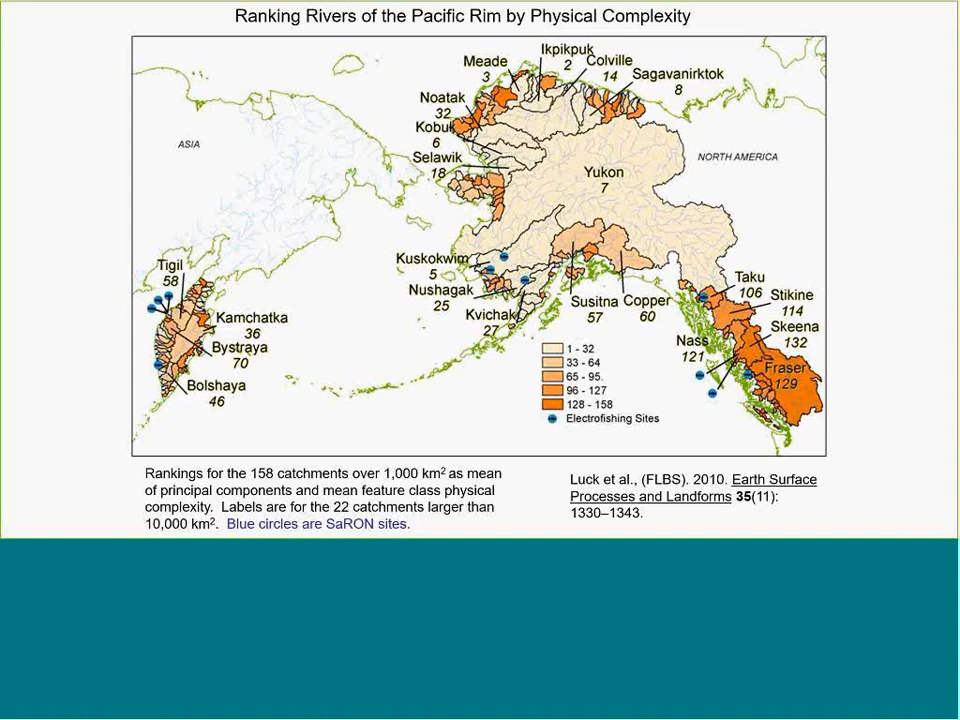 Ranking Rivers of the Pacific Rim by Physical Complexity
Ikpikpuk
2
Meade
3
Colville
14
Sagavanirktok
8
Noatak
32
Kobuk
6
Selawik
18
ASIA
NORTH AMERICA
Yukon
7
Kuskokwim
5
Nushagak
25
Kvichak
27
Susitna
57
Copper
60
Tigil
58
Kamchatka
36
Bystraya
70
Bolshaya
46
Taku
106
Stikine
114
Skeena
132
Nass
121
Fraser
129
1 - 32
33 - 64
65 - 95.
96 - 127
128 - 158
Electrofishing Sites
Rankings for the 158 catchments over 1,000 km² as mean
of principal components and mean feature class physical
complexity. Labels are for the 22 catchments larger than
10,000 km². Blue circles are SaRON sites.
Luck et al., (FLBS). 2010. Earth Surface
Processes and Landforms 35(11):
1330–1343.